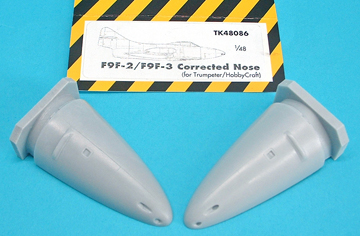 TK48086
1/48
F9F-2/F9F-3 Corrected Nose
(for Trumpeter/HobbyCraft)